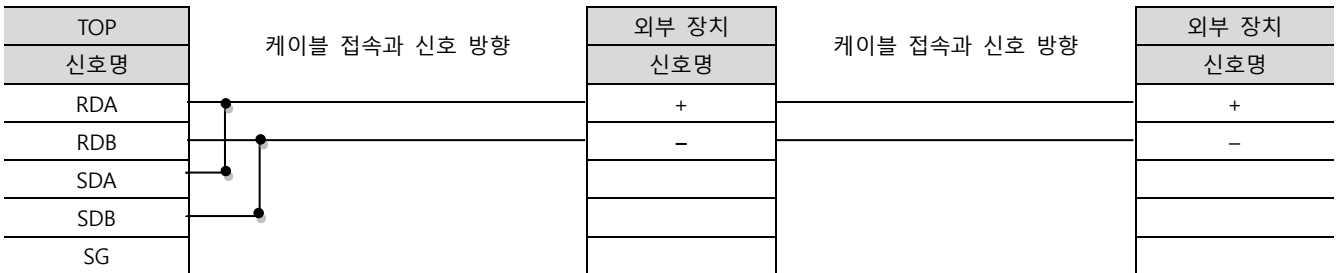 TOP
케이블 접속과 신호 방향
외부 장치
케이블 접속과 신호 방향
외부 장치
신호명
신호명
신호명
RDA
+
+
RDB
−
−
SDA
SDB
SG